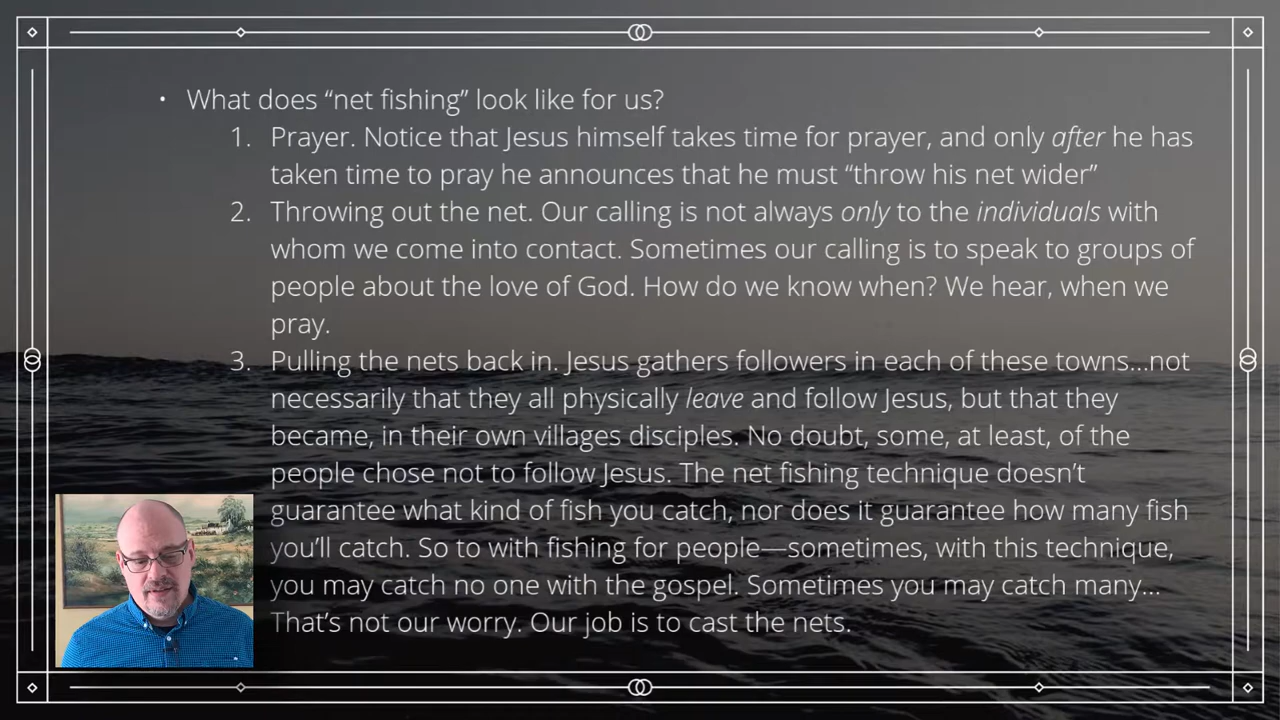 • What does “net fishing” look like for us?
1. Prayer. Notice that Jesus himself takes time for prayer, and only after he has
taken time to pray he announces that he must “throw his net wider”
2. Throwing out the net. Our calling is not always only to the individuals with
whom we come into contact. Sometimes our calling is to speak to groups of
people about the love of God. How do we know when? We hear, when we
pray.
3. Pulling the nets back in. Jesus gathers followers in each of these towns...not
necessarily that they all physically leave and follow Jesus, but that they
became, in their own villages disciples. No doubt, some, at least, of the
people chose not to follow Jesus. The net fishing technique doesn’t
guarantee what kind of fish you catch, nor does it guarantee how many fish
you’ll catch. So to with fishing for people—sometimes, with this technique,
you may catch no one with the gospel. Sometimes you may catch many...
That’s not our worry. Our job is to cast the nets.